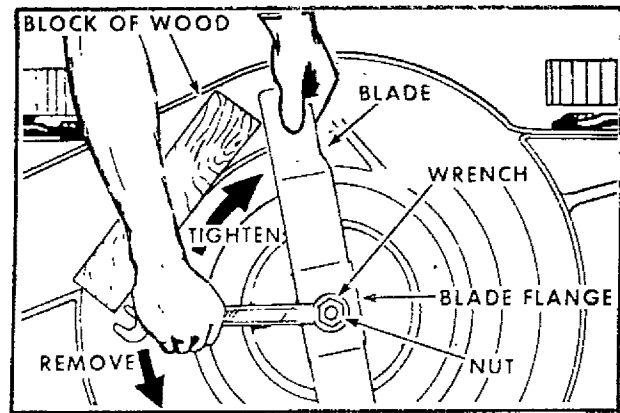 BLOCK OF WOOD
BLADE
WRENCH
TIGHTEN
BLADE FLANGE
REMOVE
NUT